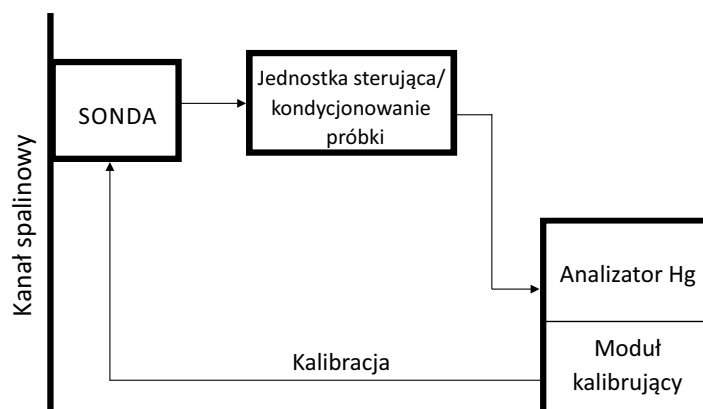 Kanał spalinowy
SONDA
Jednostka sterująca/
kondycjonowanie
próbki
Analizator Hg
Moduł
kalibrujący
Kalibracja